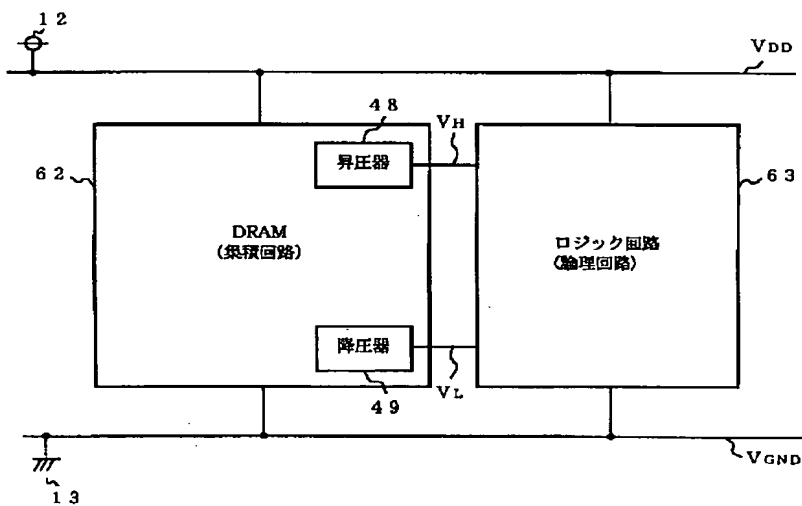 １２
VDD
４８
昇圧器
VH
６２
６３
DRAM
(集積回路)
ロジック回路
(論理回路)
降圧器
VL
４９
VGND
１３